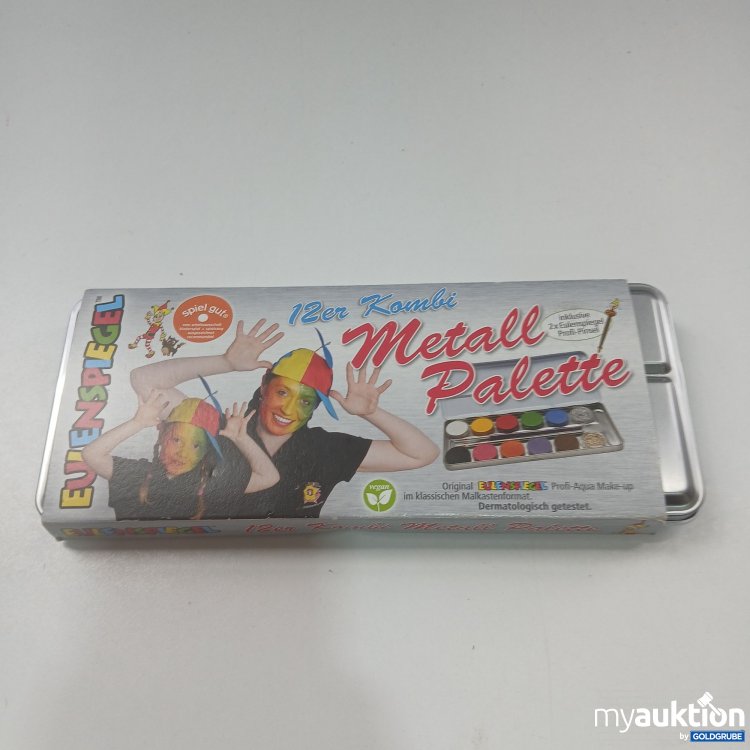 EULENSPIEGEL™
spiel gut®
12er Kombi
Metall
Palette
inklusive
2x Eulenspiegel
Profi-Pinsel
vegan
Original EULENSPIEGEL Profi-Aqua Make-up
im klassischen Malkastenformat.
Dermatologisch getestet.
EULENSPIEGEL 12er Kombi Metall Palette
myauktion
by GOLDGRUBE